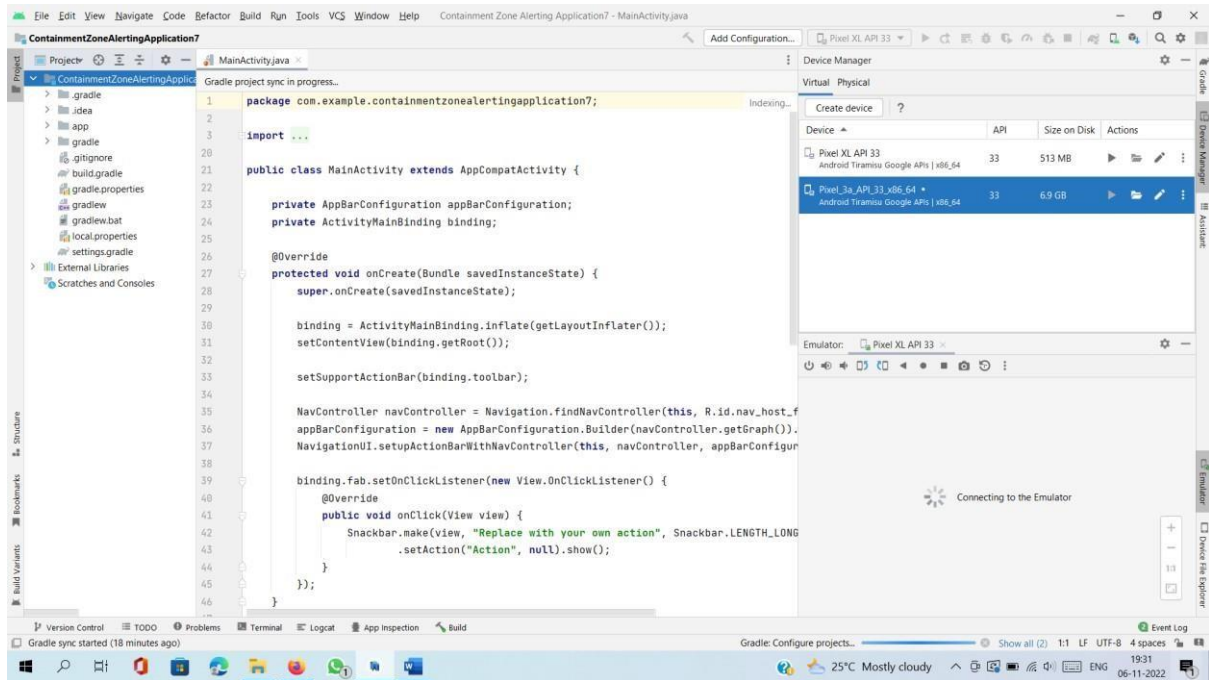 File Edit View Navigate Code Refactor Build Run Tools VCS Window Help Containment Zone Alerting Application7 - MainActivity.java
ContainmentZoneAlertingApplication7
Add Configuration...
Pixel XL API 33
Project
MainActivity.java
Device Manager
ContainmentZoneAlertingApplica
Gradle project sync in progress...
Virtual Physical
.gradle
.idea
app
gradle
.gitignore
build.gradle
gradle.properties
gradlew
gradlew.bat
local.properties
settings.gradle
External Libraries
Scratches and Consoles
Indexing...
1 package com.example.containmentzonealertingapplication7;
2
3 import ...
20
21 public class MainActivity extends AppCompatActivity {
22
23 private AppBarConfiguration appBarConfiguration;
24 private ActivityMainBinding binding;
25
26 @Override
27 protected void onCreate(Bundle savedInstanceState) {
28 super.onCreate(savedInstanceState);
29
30 binding = ActivityMainBinding.inflate(getLayoutInflater());
31 setContentView(binding.getRoot());
32
33 setSupportActionBar(binding.toolbar);
34
35 NavController navController = Navigation.findNavController(this, R.id.nav_host_f
36 appBarConfiguration = new AppBarConfiguration.Builder(navController.getGraph()).
37 NavigationUI.setupActionBarWithNavController(this, navController, appBarConfigur
38
39 binding.fab.setOnClickListener(new View.OnClickListener() {
40 @Override
41 public void onClick(View view) {
42 Snackbar.make(view, "Replace with your own action", Snackbar.LENGTH_LONG
43 .setAction("Action", null).show();
44 }
45 });
46 }
Create device ?
Device API Size on Disk Actions
Pixel XL API 33
Android Tiramisu Google APIs | x86_64
33 513 MB
Pixel_3a_API_33_x86_64
Android Tiramisu Google APIs | x86_64
33 6.9 GB
Emulator: Pixel XL API 33
Connecting to the Emulator
1:1
Project
Structure
Bookmarks
Build Variants
Gradle
Device Manager
Assistant:
Emulator
Device File Explorer
Version Control TODO Problems Terminal Logcat App Inspection Build
2 Event Log
Gradle sync started (18 minutes ago)
Gradle: Configure projects... Show all (2) 1:1 LF UTF-8 4 spaces
25°C Mostly cloudy ENG
19:31
06-11-2022